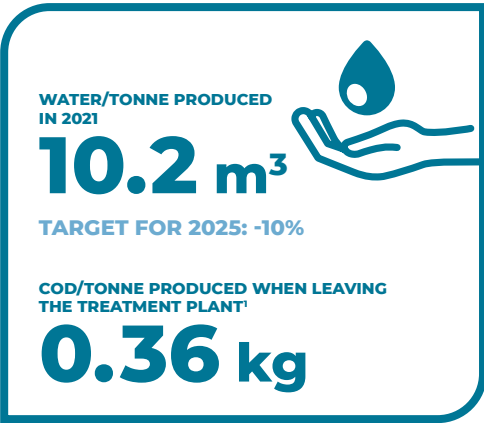 WATER/TONNE PRODUCED
IN 2021
10.2 m³
TARGET FOR 2025: -10%
COD/TONNE PRODUCED WHEN LEAVING
THE TREATMENT PLANT¹
0.36 kg